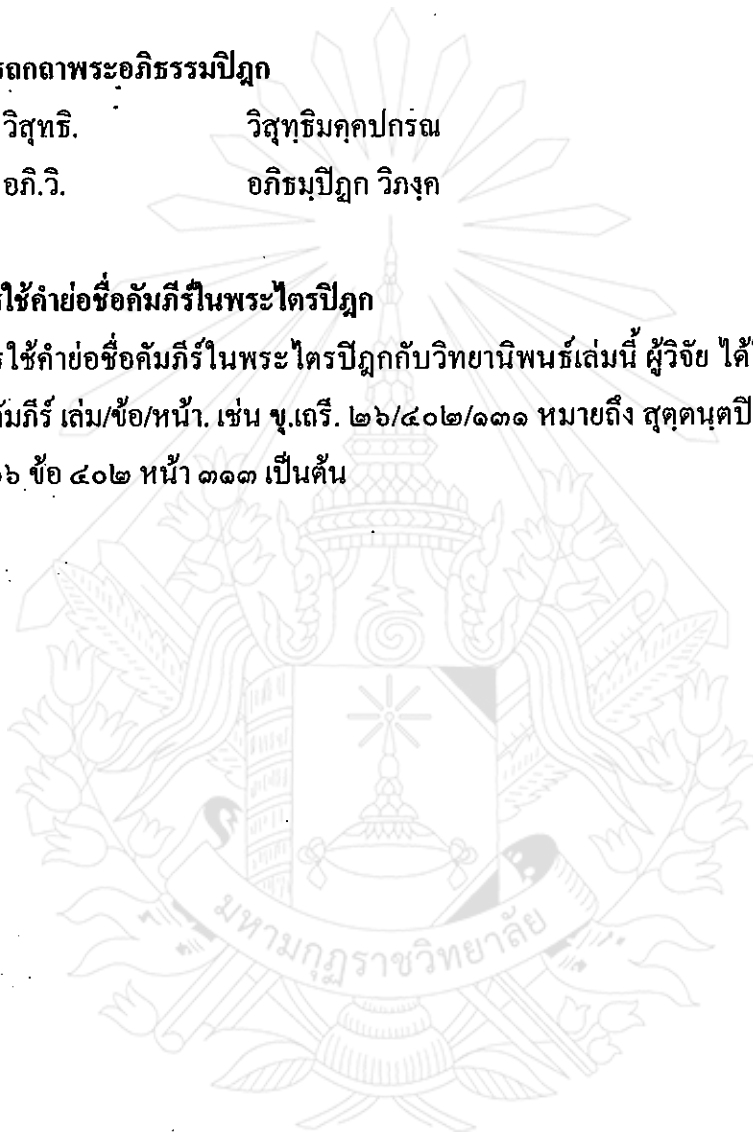 รถกถาพระอภิธรรมปิฎก
วิสุทธิ. วิสุทฺธิมคฺคปกรณ
อภิ.วิ. อภิธมฺปิฏก วิภงฺค
ใช้คำย่อชื่อคัมภีร์ในพระไตรปิฎก
ใช้คำย่อชื่อคัมภีร์ในพระไตรปิฎกกับวิทยานิพนธ์เล่มนี้ ผู้วิจัย ได้
คัมภีร์ เล่ม/ข้อ/หน้า. เช่น ขุ.เถรี. ๒๖/๔๐๒/๑๓๑ หมายถึง สุตฺตนฺตปิ
๖ ข้อ ๔๐๒ หน้า ๓๑๓ เป็นต้น
มหามกุฏราชวิทยาลัย